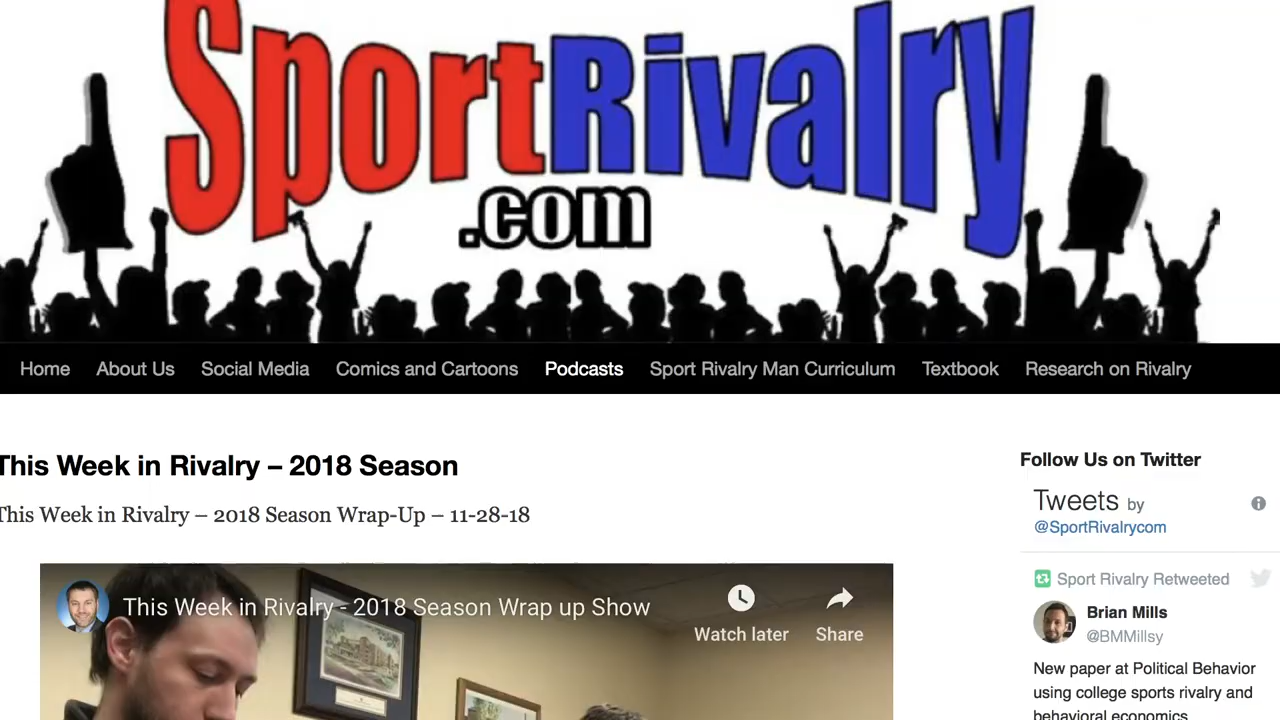 SportRivalry
.com
Home About Us Social Media Comics and Cartoons Podcasts Sport Rivalry Man Curriculum Textbook Research on Rivalry
This Week in Rivalry – 2018 Season
This Week in Rivalry – 2018 Season Wrap-Up – 11-28-18
This Week in Rivalry - 2018 Season Wrap up Show
Watch later
Share
Follow Us on Twitter
Tweets by
@SportRivalrycom
Sport Rivalry Retweeted
Brian Mills
@BMMillsy
New paper at Political Behavior
using college sports rivalry and
behavioral economics